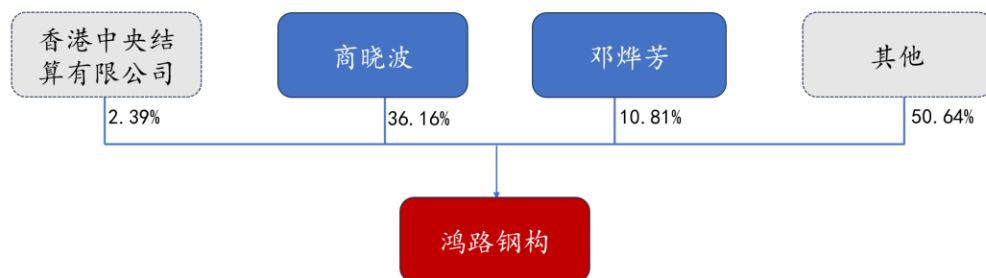 香港中央结
算有限公司
商晓波
邓烨芳
其他
2.39%
36.16%
10.81%
50.64%
鸿路钢构